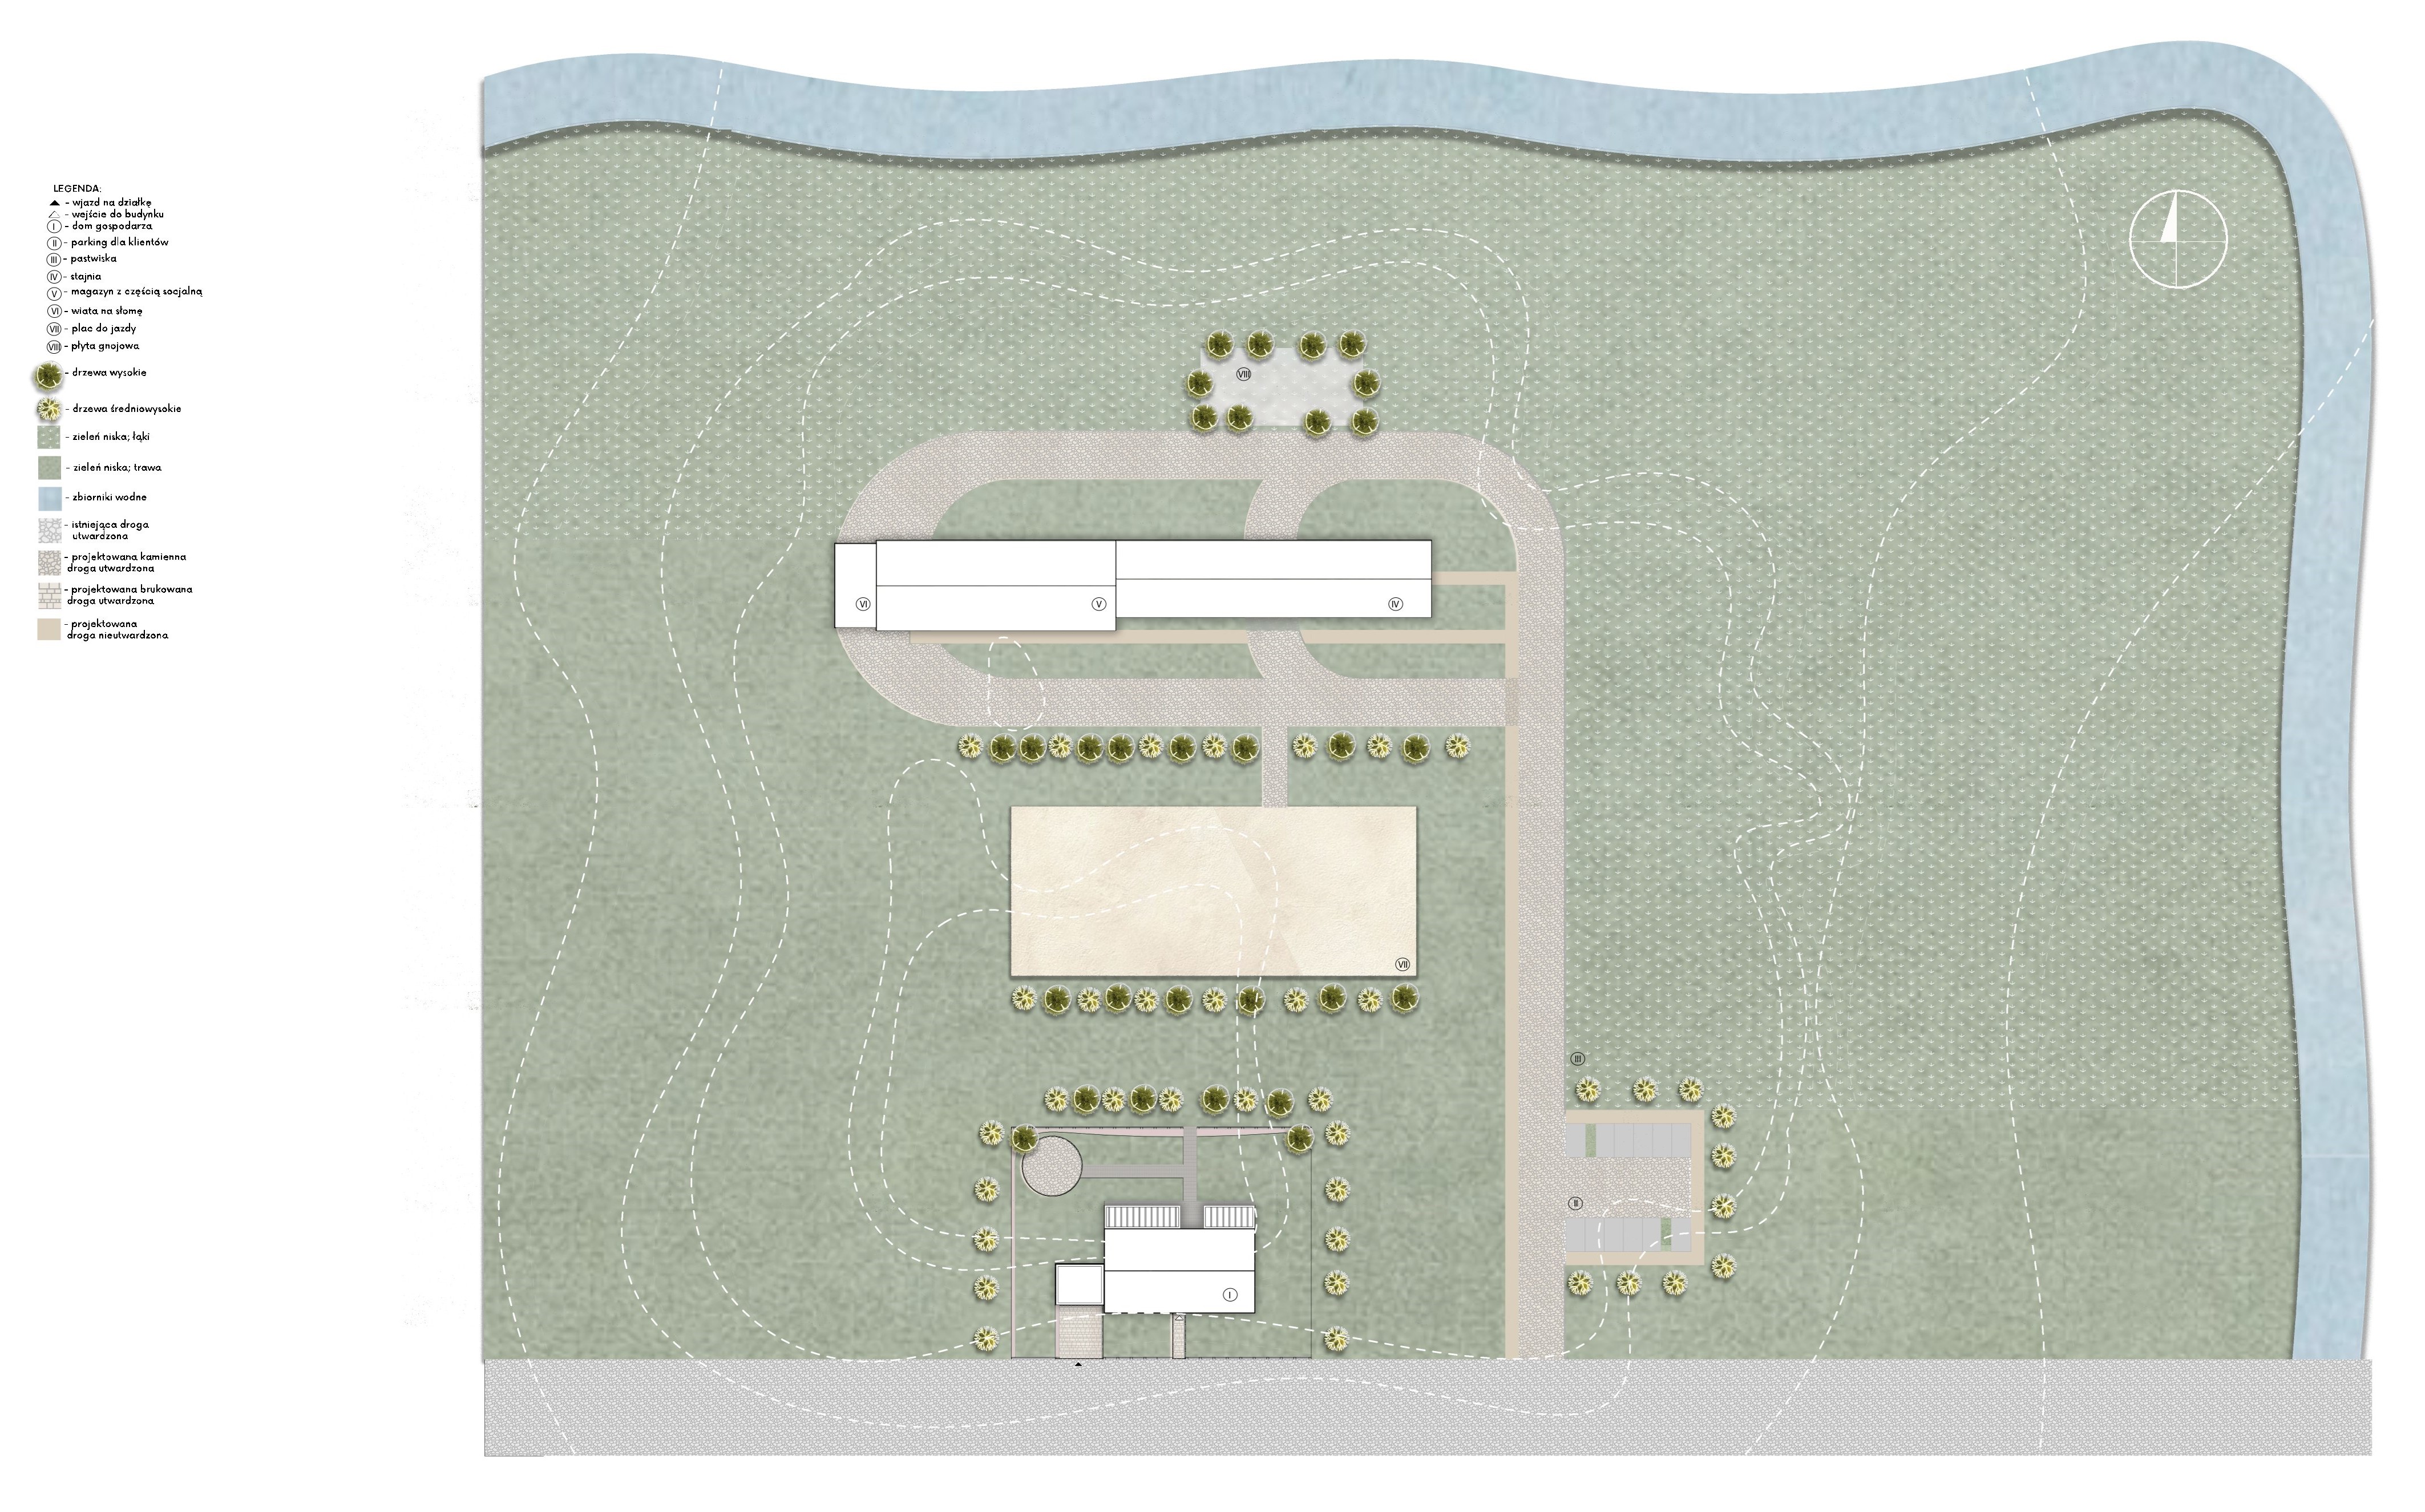 LEGENDA:
- wjazd na działkę
- wejście do budynku
I - dom gospodarza
II - parking dla klientów
III - pastwiska
IV - stajnia
V - magazyn z częścią socjalną
VI - wiata na słomę
VII - plac do jazdy
VIII - płyta gnojowa
- drzewa wysokie
- drzewa średniowysokie
- zieleń niska; łąki
- zieleń niska; trawa
- zbiorniki wodne
- istniejąca droga
utwardzona
- projektowana kamienna
droga utwardzona
- projektowana brukowana
droga utwardzona
- projektowana
droga nieutwardzona
VIII
VI
V
IV
VII
III
II
I